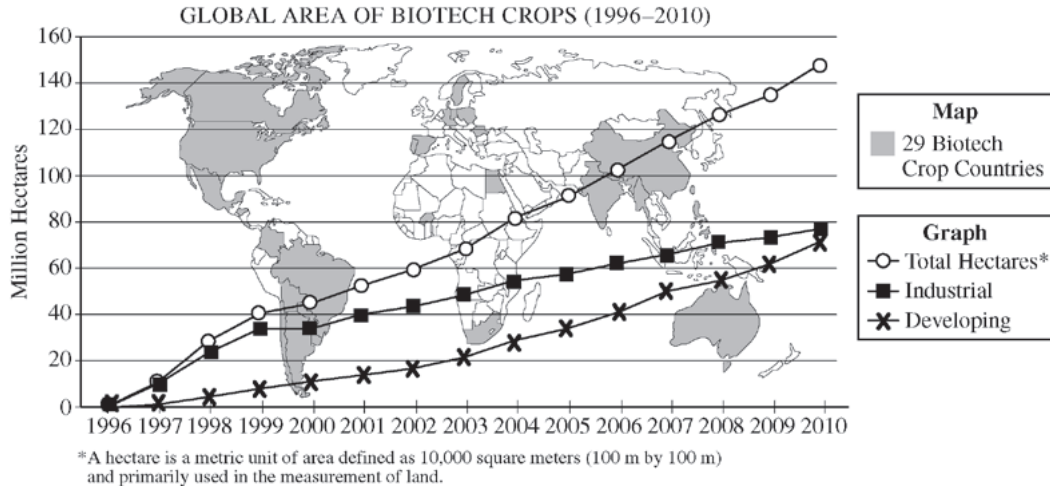 GLOBAL AREA OF BIOTECH CROPS (1996–2010)
160
140
120
100
80
60
40
20
0
Million Hectares
1996 1997 1998 1999 2000 2001 2002 2003 2004 2005 2006 2007 2008 2009 2010
Map
29 Biotech
Crop Countries
Graph
Total Hectares*
Industrial
Developing
*A hectare is a metric unit of area defined as 10,000 square meters (100 m by 100 m)
and primarily used in the measurement of land.